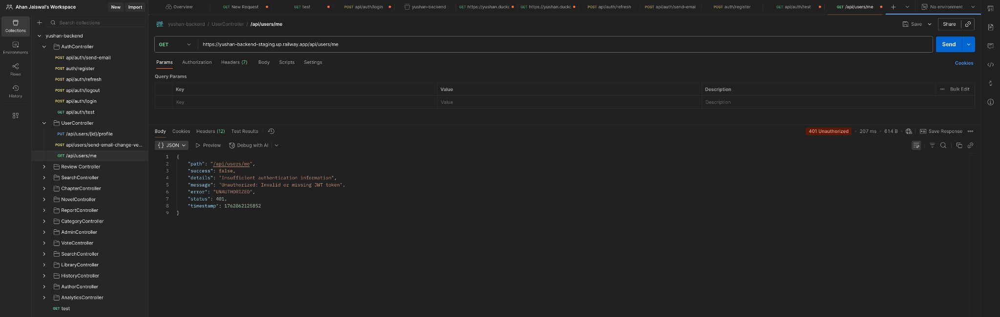 Ahan Jaiswal's Workspace
New
Import
Overview
GET New Request
GET test
POST api/auth/login
yushan-backend
GET https://yushan.duckd
GET https://yushan.duckd
POST api/auth/refresh
POST api/auth/send-emai
POST auth/register
GET api/auth/test
GET /api/users/me
No environment
Collections
Environments
Flows
History
Search collections
yushan-backend
AuthController
POST api/auth/send-email
POST auth/register
POST api/auth/refresh
POST api/auth/logout
POST api/auth/login
GET api/auth/test
UserController
PUT /api/users/{id}/profile
POST api/users/send-email-change-ve...
GET /api/users/me
Review Controller
SearchController
ChapterController
NovelController
ReportController
CategoryController
AdminController
VoteController
SearchController
LibraryController
HistoryController
AuthorController
AnalyticsController
GET test
HTTP yushan-backend / UserController / /api/users/me
Save
Share
GET
https://yushan-backend-staging.up.railway.app/api/users/me
Send
Params Authorization Headers (7) Body Scripts Settings
Cookies
Query Params
Key Value Description ••• Bulk Edit
Key Value Description
Body Cookies Headers (12) Test Results
401 Unauthorized • 207 ms • 614 B • Save Response •••
{} JSON Preview Debug with AI
1 {
2 "path": "/api/users/me",
3 "success": false,
4 "details": "Insufficient authentication information",
5 "message": "Unauthorized: Invalid or missing JWT token",
6 "error": "UNAUTHORIZED",
7 "status": 401,
8 "timestamp": 1762862125852
9 }